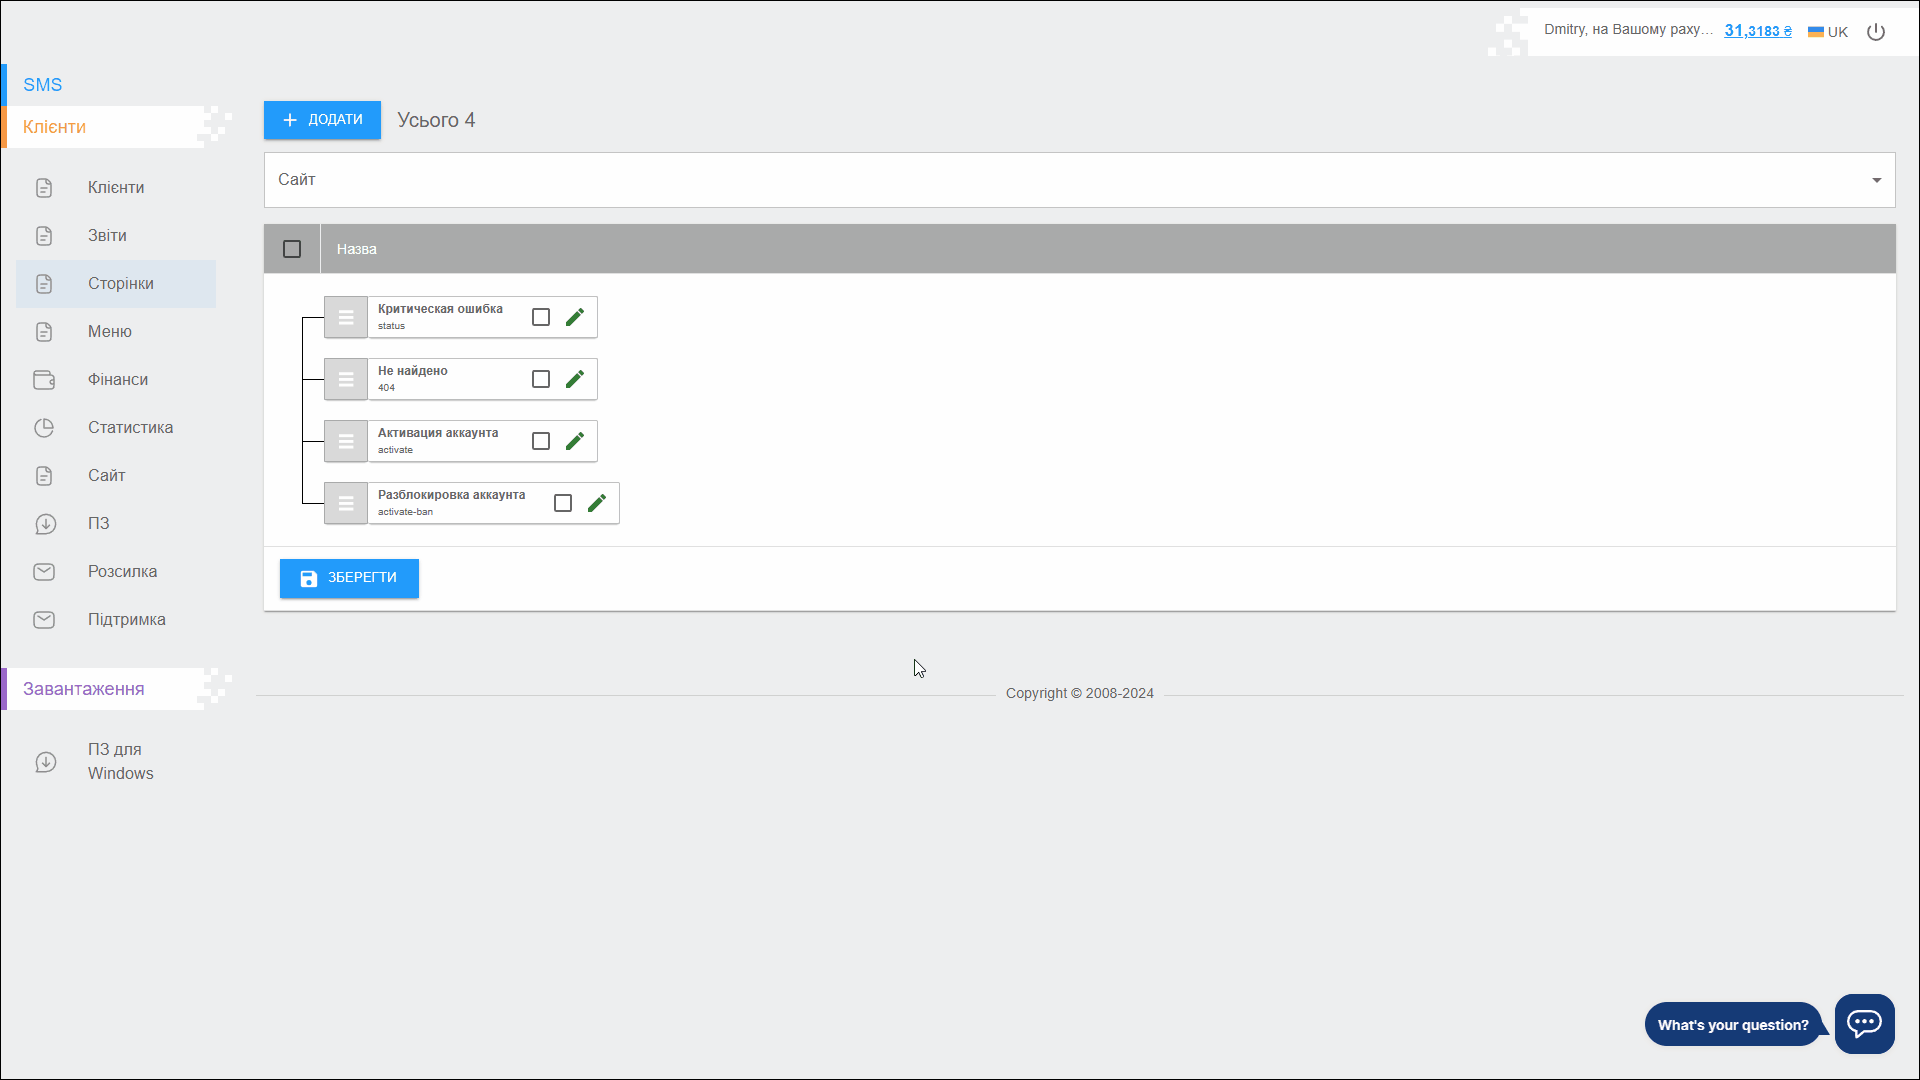 Dmitry, на Вашому раху... 31,3183 ₴ UK
SMS
Клієнти
Клієнти
Звіти
Сторінки
Меню
Фінанси
Статистика
Сайт
ПЗ
Розсилка
Підтримка
Завантаження
ПЗ для
Windows
ДОДАТИ Усього 4
Сайт
Назва
Критическая ошибка
status
Не найдено
404
Активация аккаунта
activate
Разблокировка аккаунта
activate-ban
ЗБЕРЕГТИ
Copyright © 2008-2024
What's your question?